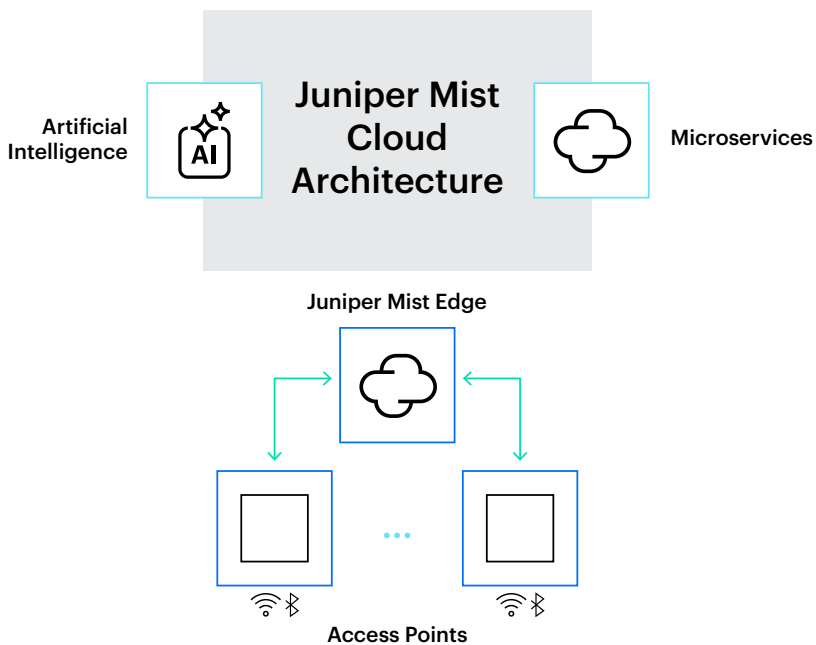 Juniper Mist
Cloud
Architecture
Artificial
Intelligence
AI
Microservices
Juniper Mist Edge
Access Points